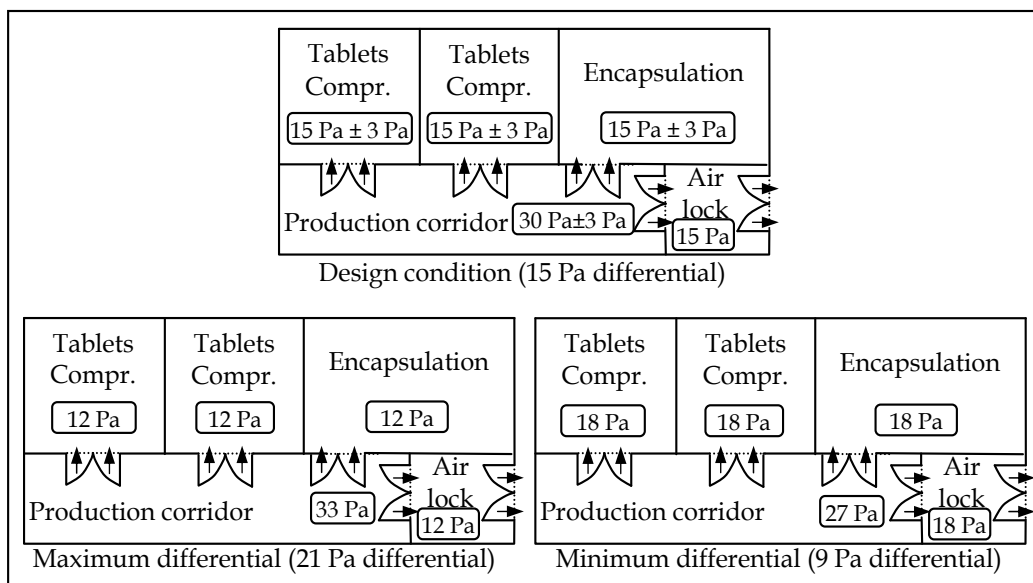 Tablets
Compr.
Tablets
Compr.
Encapsulation
15 Pa ± 3 Pa
15 Pa ± 3 Pa
15 Pa ± 3 Pa
Air
lock
Production corridor
30 Pa±3 Pa
15 Pa
Design condition (15 Pa differential)
Tablets
Compr.
Tablets
Compr.
Encapsulation
12 Pa
12 Pa
12 Pa
Air
lock
Production corridor
33 Pa
12 Pa
Maximum differential (21 Pa differential)
Tablets
Compr.
Tablets
Compr.
Encapsulation
18 Pa
18 Pa
18 Pa
Air
lock
Production corridor
27 Pa
18 Pa
Minimum differential (9 Pa differential)